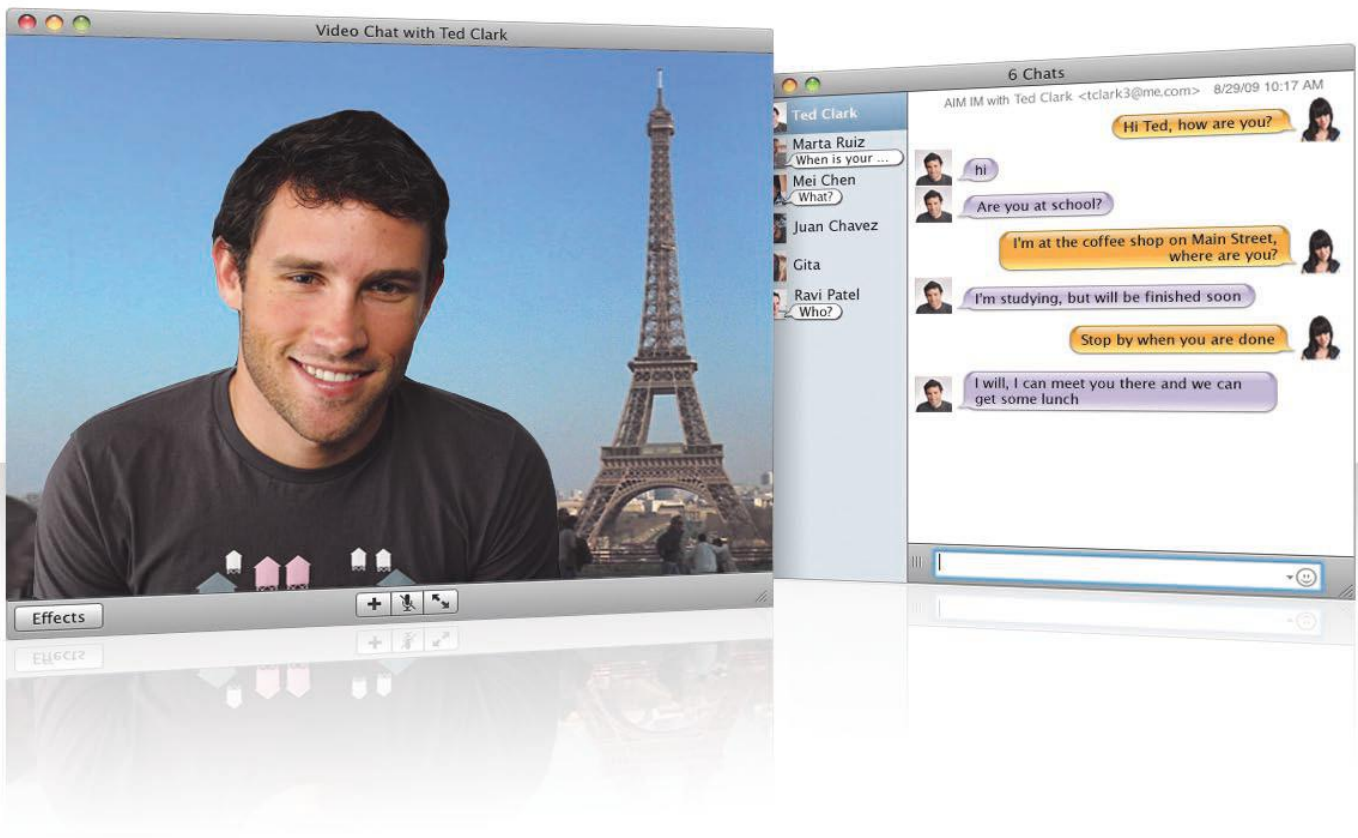 Video Chat with Ted Clark
Effects
6 Chats
Ted Clark
Marta Ruiz
When is your ...
Mei Chen
What?
Juan Chavez
Gita
Ravi Patel
Who?
AIM IM with Ted Clark <tclark3@me.com> 8/29/09 10:17 AM
Hi Ted, how are you?
hi
Are you at school?
I'm at the coffee shop on Main Street,
where are you?
I'm studying, but will be finished soon
Stop by when you are done
I will, I can meet you there and we can
get some lunch